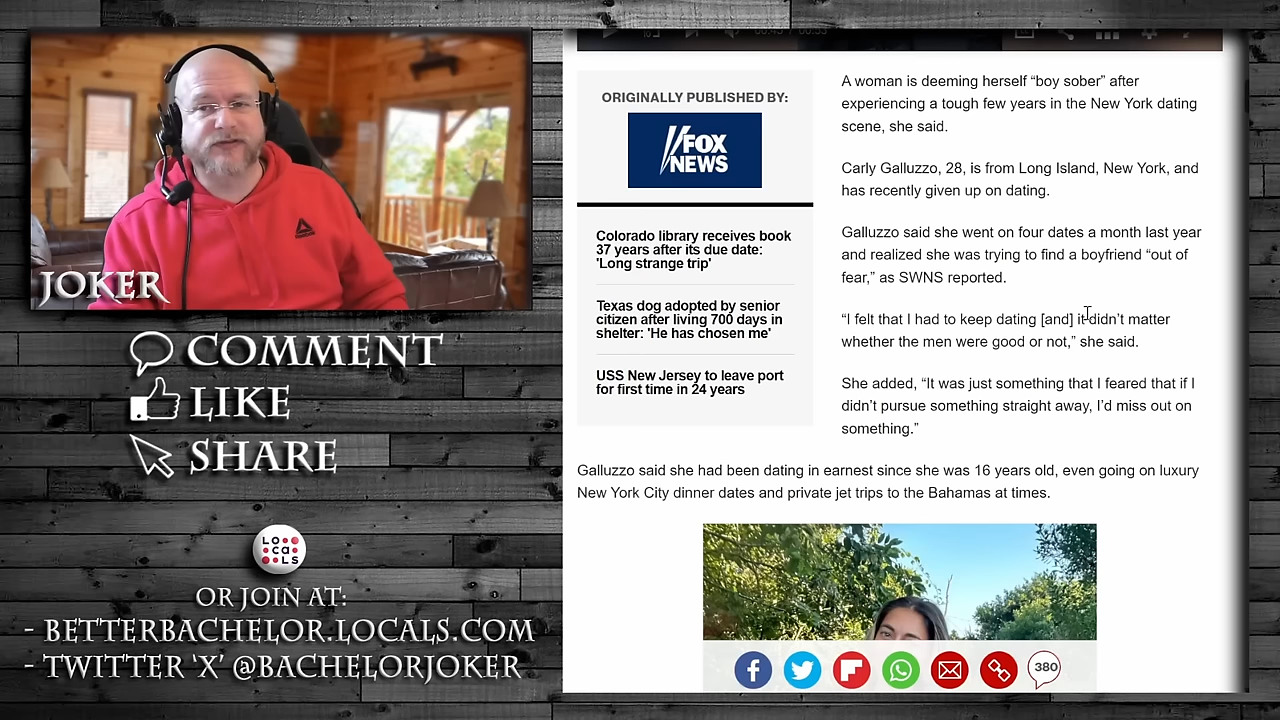 JOKER
COMMENT
LIKE
SHARE
LOCALS
OR JOIN AT:
- BETTERBACHELOR.LOCALS.COM
- TWITTER 'X' @BACHELORJOKER
ORIGINALLY PUBLISHED BY:
FOX
NEWS
Colorado library receives book
37 years after its due date:
'Long strange trip'
Texas dog adopted by senior
citizen after living 700 days in
shelter: 'He has chosen me'
USS New Jersey to leave port
for first time in 24 years
A woman is deeming herself “boy sober” after
experiencing a tough few years in the New York dating
scene, she said.
Carly Galluzzo, 28, is from Long Island, New York, and
has recently given up on dating.
Galluzzo said she went on four dates a month last year
and realized she was trying to find a boyfriend “out of
fear,” as SWNS reported.
“I felt that I had to keep dating [and] it didn’t matter
whether the men were good or not,” she said.
She added, “It was just something that I feared that if I
didn’t pursue something straight away, I’d miss out on
something.”
Galluzzo said she had been dating in earnest since she was 16 years old, even going on luxury
New York City dinner dates and private jet trips to the Bahamas at times.
380